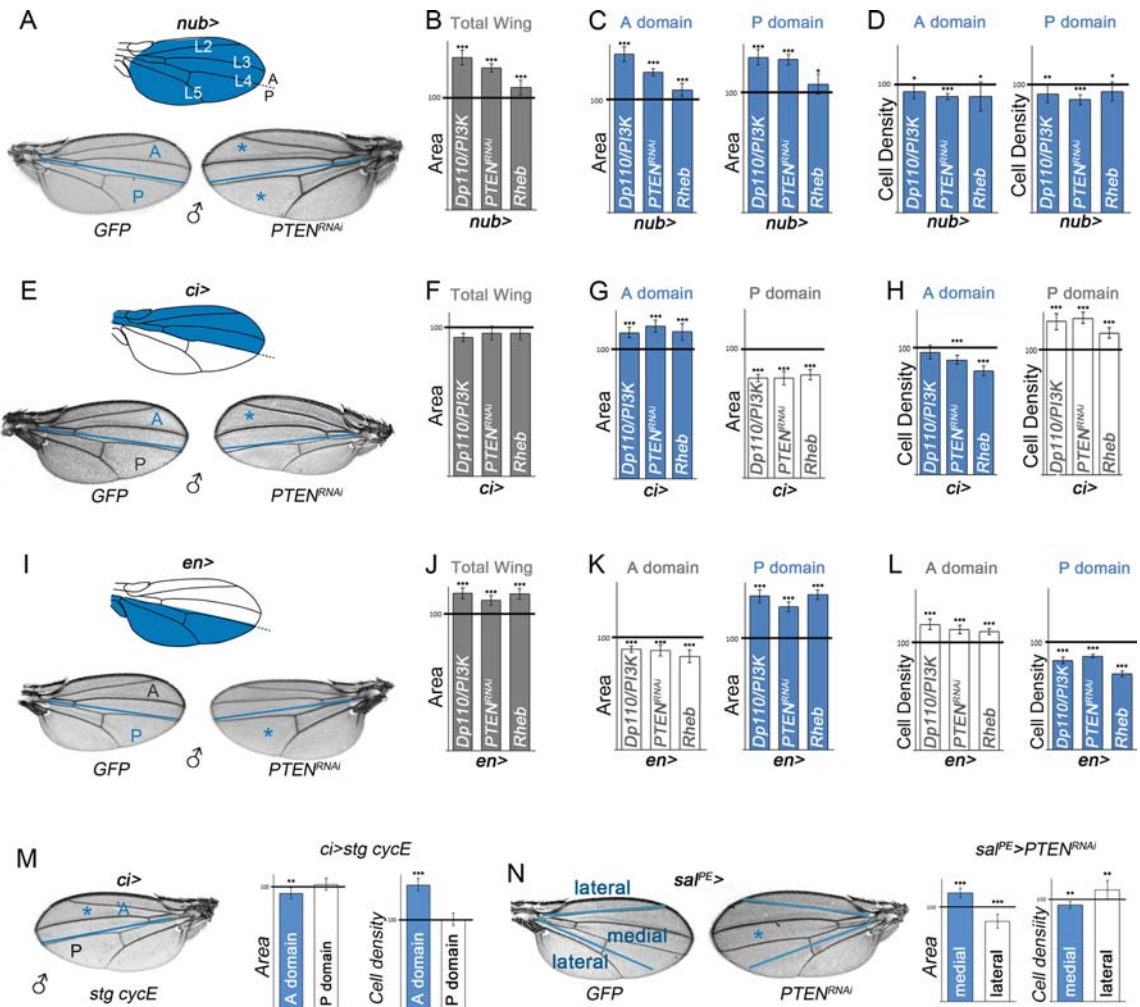 A
nub>
L2
L3
L4
L5
A
P
A
*
P
*
GFP
♂
PTEN^RNAi
B
Total Wing
***
***
***
100
Area
Dp110/PI3K
PTEN^RNAi
Rheb
nub>
C
A domain
***
***
***
100
Area
Dp110/PI3K
PTEN^RNAi
Rheb
nub>
P domain
***
***
*
100
Area
Dp110/PI3K
PTEN^RNAi
Rheb
nub>
D
A domain
*
***
*
100
Cell Density
Dp110/PI3K
PTEN^RNAi
Rheb
nub>
P domain
**
***
*
100
Cell Density
Dp110/PI3K
PTEN^RNAi
Rheb
nub>
E
ci>
A
*
P
GFP
♂
PTEN^RNAi
F
Total Wing
100
Area
Dp110/PI3K
PTEN^RNAi
Rheb
ci>
G
A domain
***
***
***
100
Area
Dp110/PI3K
PTEN^RNAi
Rheb
ci>
P domain
***
***
***
100
Area
Dp110/PI3K
PTEN^RNAi
Rheb
ci>
H
A domain
***
***
100
Cell Density
Dp110/PI3K
PTEN^RNAi
Rheb
ci>
P domain
***
***
***
100
Cell Density
Dp110/PI3K
PTEN^RNAi
Rheb
ci>
I
en>
A
P
*
GFP
♂
PTEN^RNAi
J
Total Wing
***
***
***
100
Area
Dp110/PI3K
PTEN^RNAi
Rheb
en>
K
A domain
***
***
***
100
Area
Dp110/PI3K
PTEN^RNAi
Rheb
en>
P domain
***
***
***
100
Area
Dp110/PI3K
PTEN^RNAi
Rheb
en>
L
A domain
***
***
***
100
Cell Density
Dp110/PI3K
PTEN^RNAi
Rheb
en>
P domain
***
***
***
100
Cell Density
Dp110/PI3K
PTEN^RNAi
Rheb
en>
M
ci>
*
A
P
♂
stg cycE
ci>stg cycE
**
100
Area
A domain
P domain
***
100
Cell density
A domain
P domain
N
sal^PE>
lateral
medial
lateral
*
GFP
PTEN^RNAi
sal^PE>PTEN^RNAi
***
***
100
Area
medial
lateral
**
**
100
Cell densiity
medial
lateral